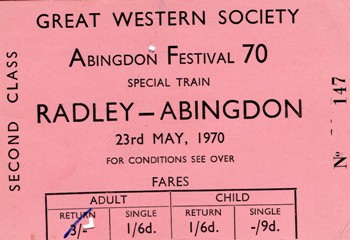 GREAT WESTERN SOCIETY
ABINGDON FESTIVAL 70
SPECIAL TRAIN
RADLEY – ABINGDON
23rd MAY, 1970
FOR CONDITIONS SEE OVER
FARES
ADULT CHILD
RETURN SINGLE RETURN SINGLE
3/- 1/6d. 1/6d. -/9d.
SECOND CLASS
Nº 147